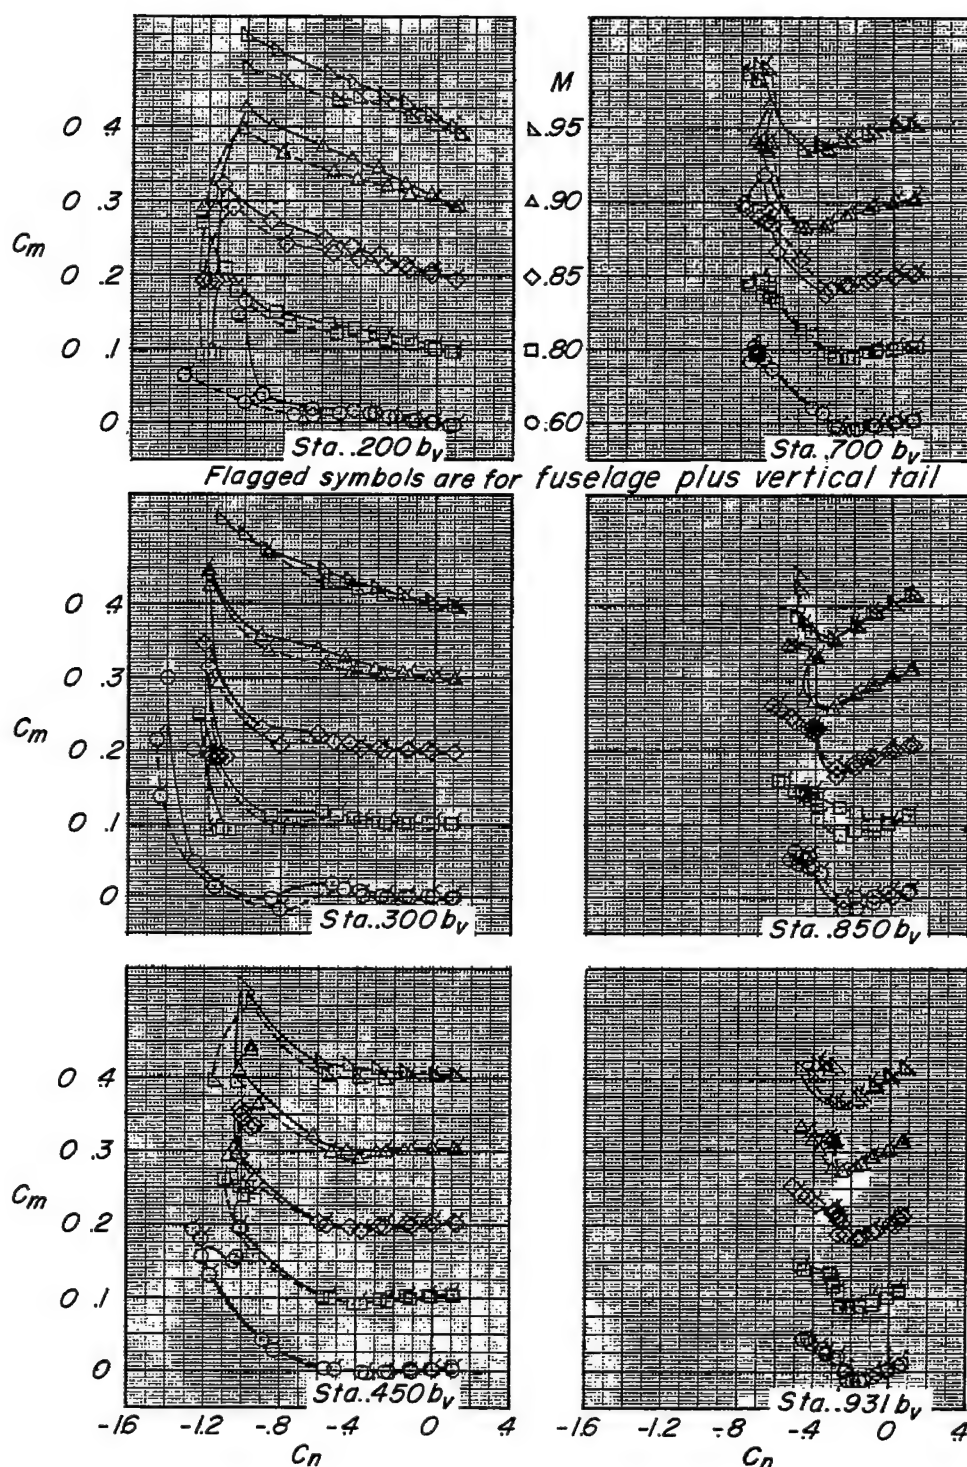 M
0 .4
.95
0 .3
.90
Cm
0 .2
.85
0 .1
.80
0
.60
Sta. .200 bv
Sta. .700 bv
Flagged symbols are for fuselage plus vertical tail
0 .4
0 .3
Cm
0 .2
0 .1
0
Sta. .300 bv
Sta. .850 bv
0 .4
0 .3
Cm
0 .2
0 .1
0
Sta. .450 bv
Sta. .931 bv
-1.6 -1.2 -.8 -.4 0 .4
-1.6 -1.2 -.8 -.4 0 .4
Cn
Cn